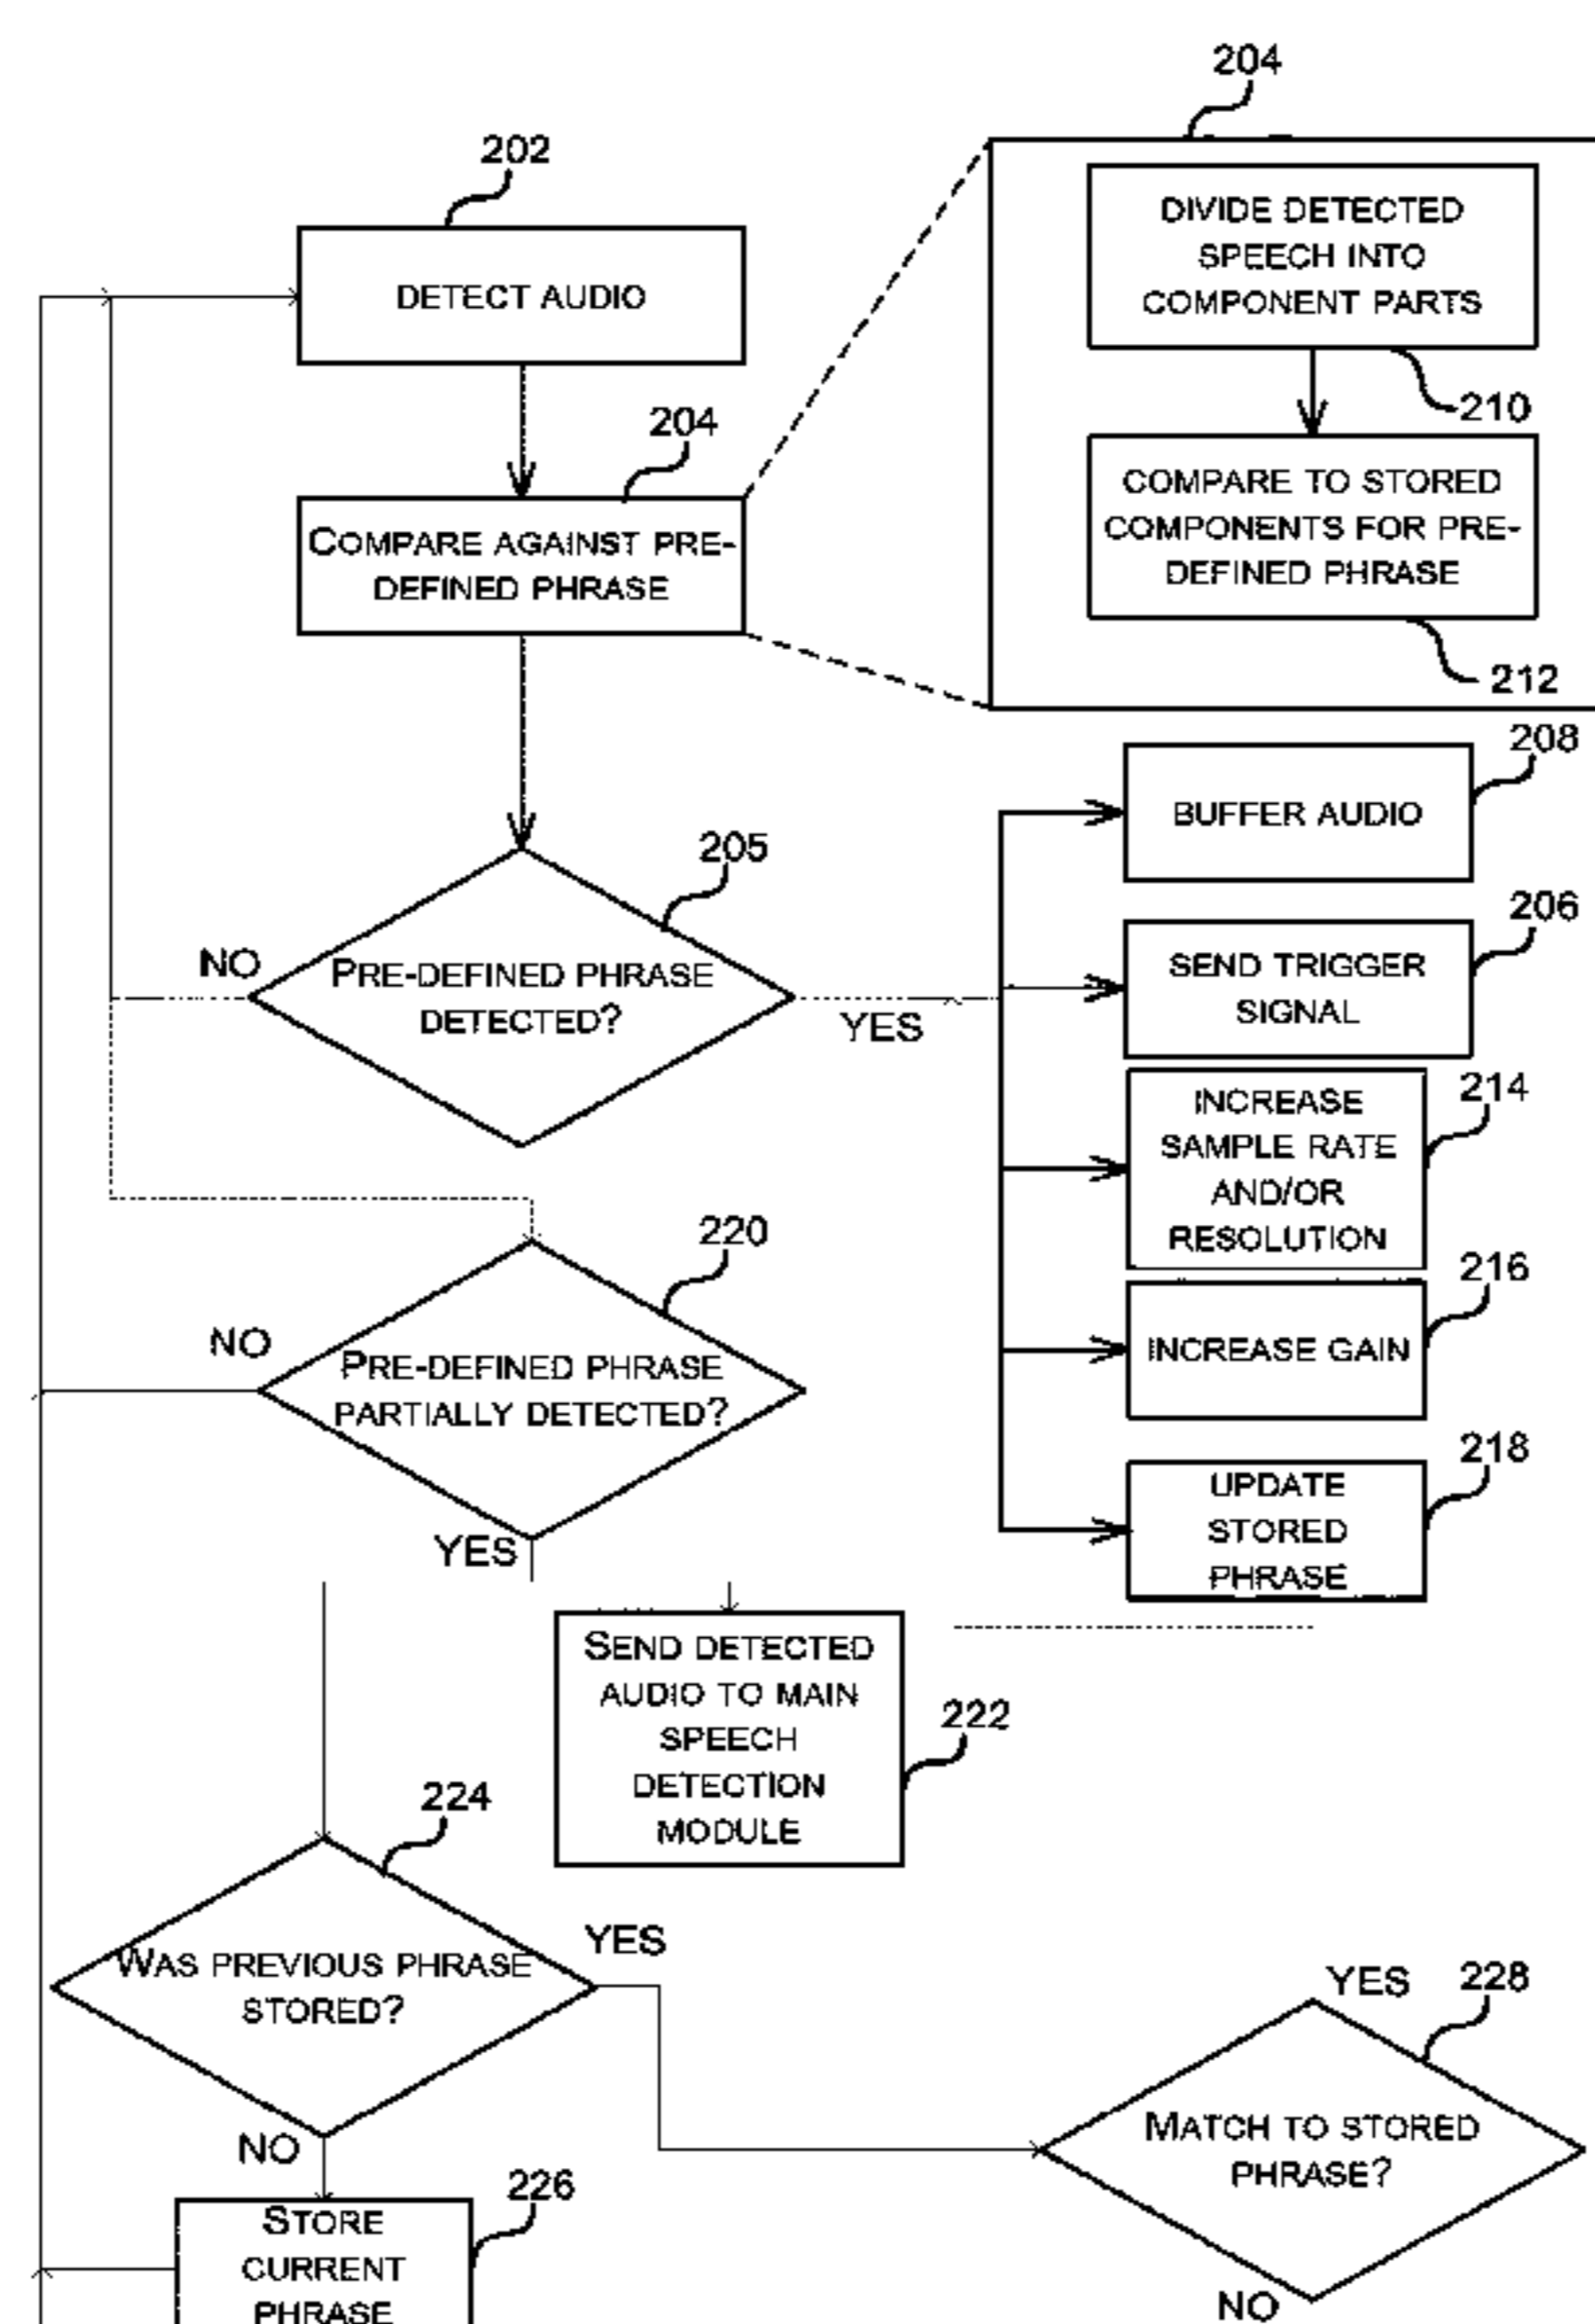 204
202
DIVIDE DETECTED
SPEECH INTO
COMPONENT PARTS
DETECT AUDIO
210
204
COMPARE TO STORED
COMPONENTS FOR PRE-
DEFINED PHRASE
COMPARE AGAINST PRE-
DEFINED PHRASE
212
208
BUFFER AUDIO
205
206
NO
PRE-DEFINED PHRASE
DETECTED?
YES
SEND TRIGGER
SIGNAL
214
INCREASE
SAMPLE RATE
AND/OR
RESOLUTION
220
216
NO
PRE-DEFINED PHRASE
PARTIALLY DETECTED?
INCREASE GAIN
218
YES
UPDATE
STORED
PHRASE
SEND DETECTED
AUDIO TO MAIN
SPEECH
DETECTION
MODULE
222
224
YES
WAS PREVIOUS PHRASE
STORED?
YES
228
MATCH TO STORED
PHRASE?
NO
226
STORE
CURRENT
PHRASE
NO